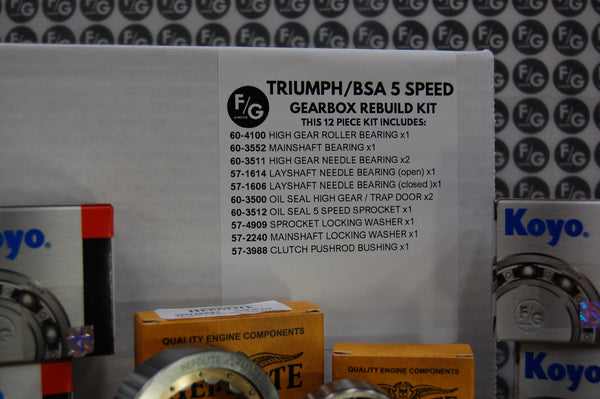 F/G
TRIUMPH/BSA 5 SPEED
GEARBOX REBUILD KIT
THIS 12 PIECE KIT INCLUDES:
60-4100 HIGH GEAR ROLLER BEARING x1
60-3552 MAINSHAFT BEARING x1
60-3511 HIGH GEAR NEEDLE BEARING x2
57-1614 LAYSHAFT NEEDLE BEARING (open) x1
57-1606 LAYSHAFT NEEDLE BEARING (closed.)x1
60-3500 OIL SEAL HIGH GEAR / TRAP DOOR x2
60-3512 OIL SEAL 5 SPEED SPROCKET x1
57-4909 SPROCKET LOCKING WASHER x1
57-2240 MAINSHAFT LOCKING WASHER x1
57-3988 CLUTCH PUSHROD BUSHING x1
Koyo
Koyo
F/G
HEPOLITE
QUALITY ENGINE COMPONENTS
HEPOLITE
QUALITY ENGINE COMPONENTS
Koyo